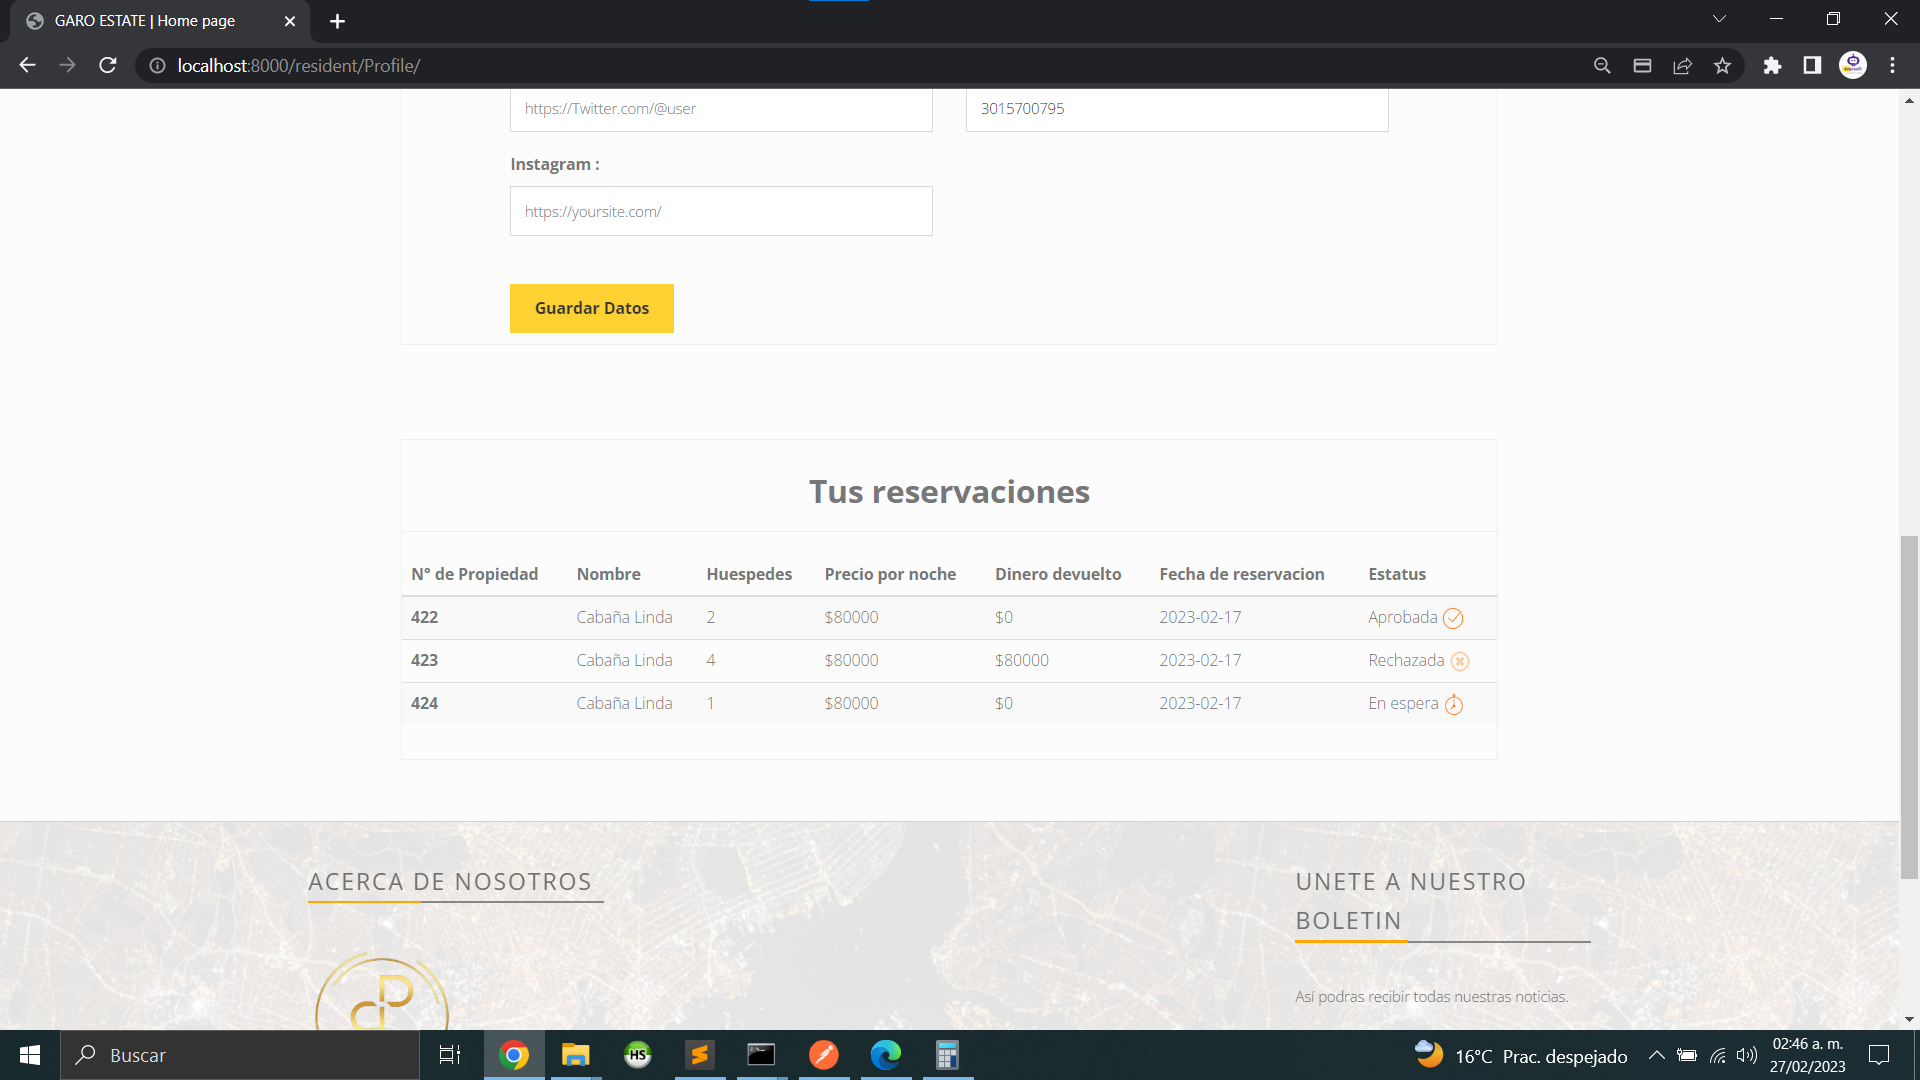 GARO ESTATE | Home page
localhost:8000/resident/Profile/
https://Twitter.com/@user
3015700795
Instagram :
https://yoursite.com/
Guardar Datos
Tus reservaciones
N° de Propiedad Nombre Huespedes Precio por noche Dinero devuelto Fecha de reservacion Estatus
422 Cabaña Linda 2 $80000 $0 2023-02-17 Aprobada
423 Cabaña Linda 4 $80000 $80000 2023-02-17 Rechazada
424 Cabaña Linda 1 $80000 $0 2023-02-17 En espera
ACERCA DE NOSOTROS
UNETE A NUESTRO
BOLETIN
Así podras recibir todas nuestras noticias.
Buscar
HS
16°C Prac. despejado
02:46 a. m.
27/02/2023